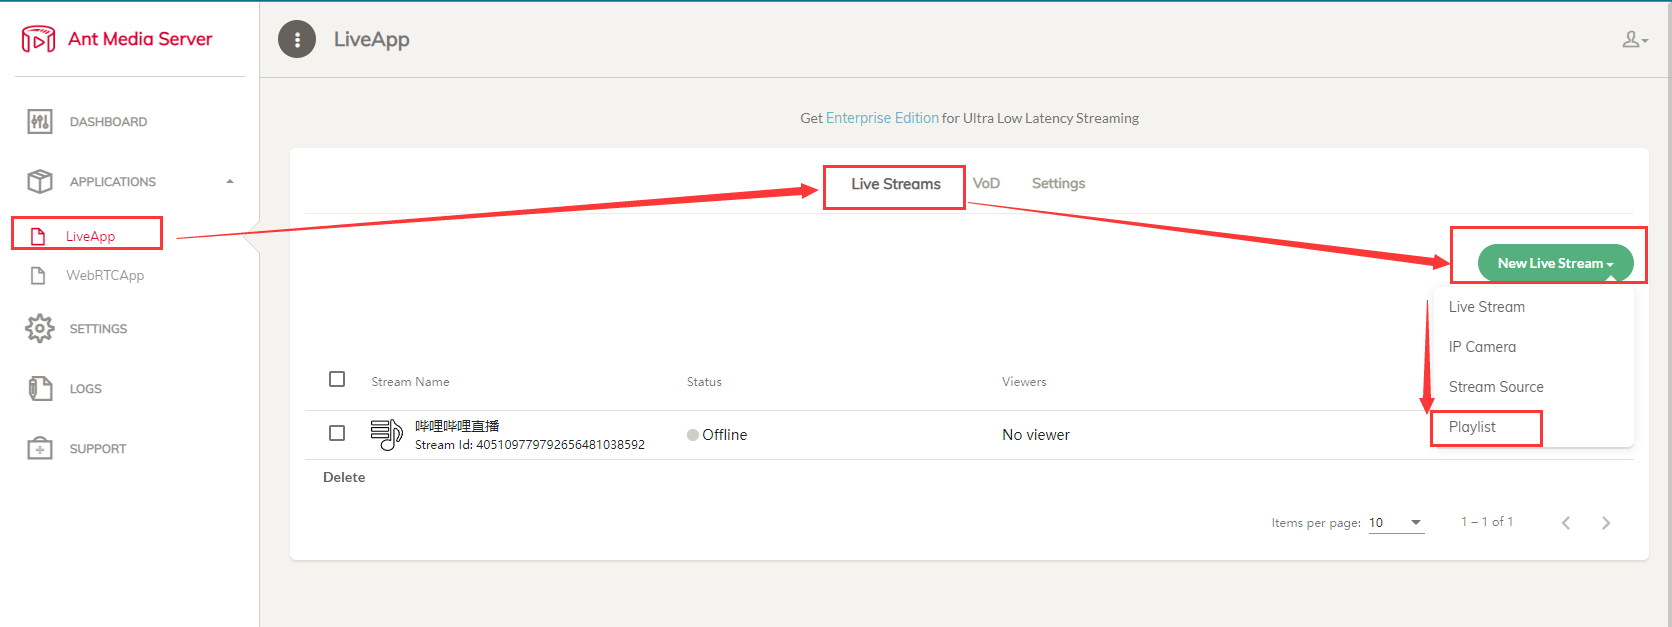 Ant Media Server
LiveApp
DASHBOARD
APPLICATIONS
LiveApp
WebRTCApp
SETTINGS
LOGS
SUPPORT
Get Enterprise Edition for Ultra Low Latency Streaming
Live Streams VoD Settings
New Live Stream
Live Stream
IP Camera
Stream Source
Playlist
Stream Name Status Viewers
哔哩哔哩直播
Stream Id: 405109779792656481038592
Offline
No viewer
Delete
Items per page: 10 1 – 1 of 1